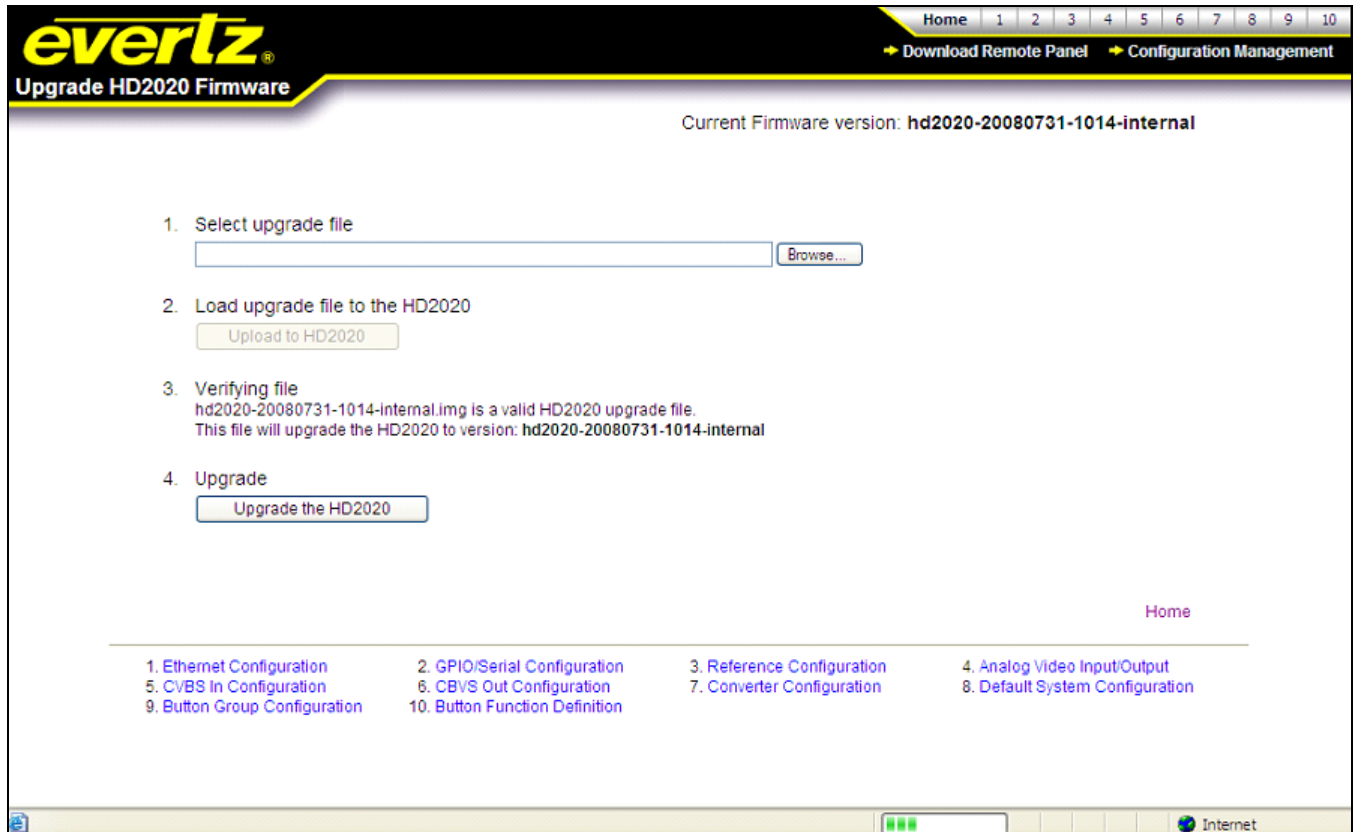 evertz®
Home 1 2 3 4 5 6 7 8 9 10
Download Remote Panel Configuration Management
Upgrade HD2020 Firmware
Current Firmware version: hd2020-20080731-1014-internal
1. Select upgrade file
Browse...
2. Load upgrade file to the HD2020
Upload to HD2020
3. Verifying file
hd2020-20080731-1014-internal.img is a valid HD2020 upgrade file.
This file will upgrade the HD2020 to version: hd2020-20080731-1014-internal
4. Upgrade
Upgrade the HD2020
Home
1. Ethernet Configuration 2. GPIO/Serial Configuration 3. Reference Configuration 4. Analog Video Input/Output
5. CVBS In Configuration 6. CBVS Out Configuration 7. Converter Configuration 8. Default System Configuration
9. Button Group Configuration 10. Button Function Definition
Internet